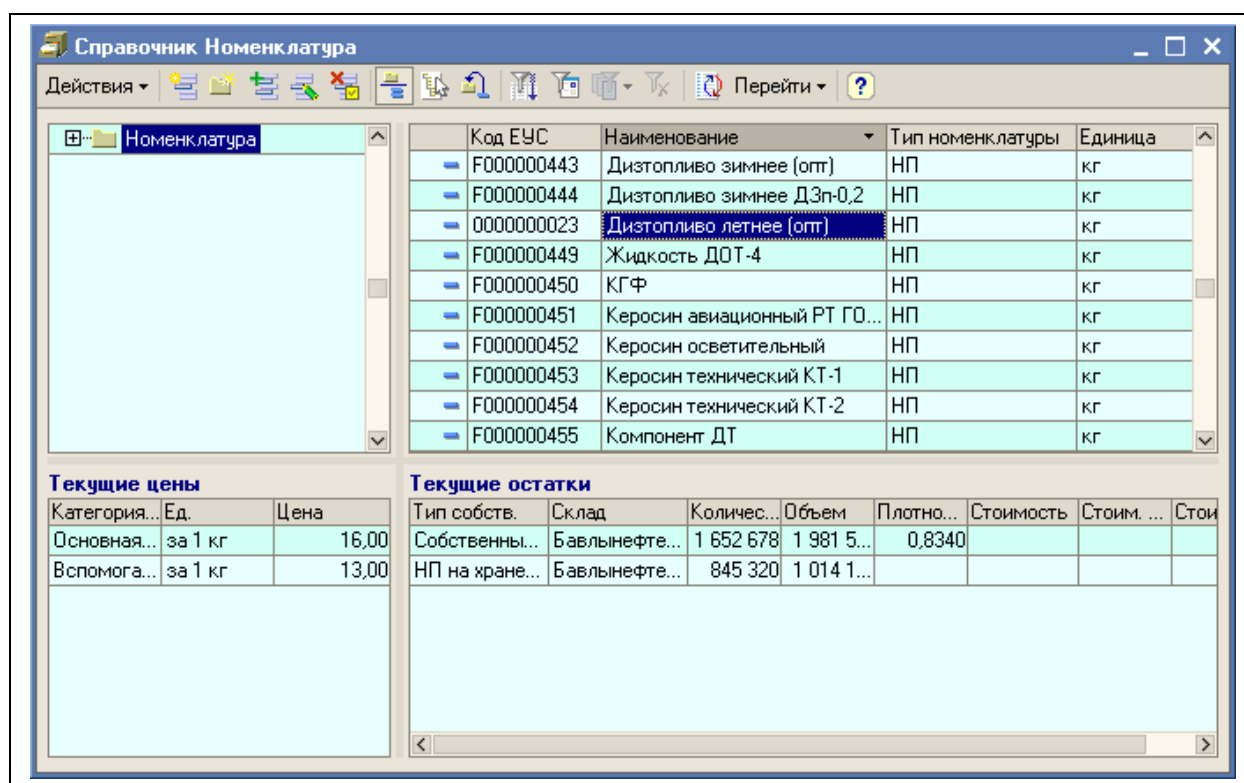 Справочник Номенклатура
Действия Перейти ?
Номенклатура
Код ЕУС Наименование Тип номенклатуры Единица
F000000443 Дизтопливо зимнее (опт) НП кг
F000000444 Дизтопливо зимнее ДЗп-0,2 НП кг
0000000023 Дизтопливо летнее (опт) НП кг
F000000449 Жидкость ДОТ-4 НП кг
F000000450 КГФ НП кг
F000000451 Керосин авиационный РТ ГО... НП кг
F000000452 Керосин осветительный НП кг
F000000453 Керосин технический КТ-1 НП кг
F000000454 Керосин технический КТ-2 НП кг
F000000455 Компонент ДТ НП кг
Текущие цены
Категория... Ед. Цена
Основная... за 1 кг 16,00
Вспомога... за 1 кг 13,00
Текущие остатки
Тип собств. Склад Количес... Объем Плотно... Стоимость Стоим. ... Стои
Собственны... Бавлынефте... 1 652 678 1 981 5... 0,8340
НП на хране... Бавлынефте... 845 320 1 014 1...